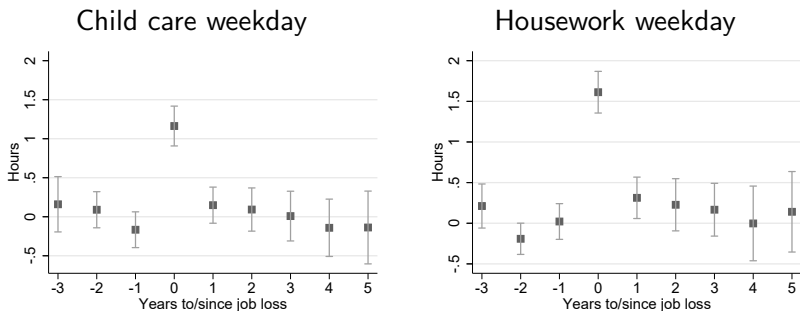 Child care weekday
Hours
2
1.5
1
.5
0
-.5
-3 -2 -1 0 1 2 3 4 5
Years to/since job loss
Housework weekday
Hours
2
1.5
1
.5
0
-.5
-3 -2 -1 0 1 2 3 4 5
Years to/since job loss